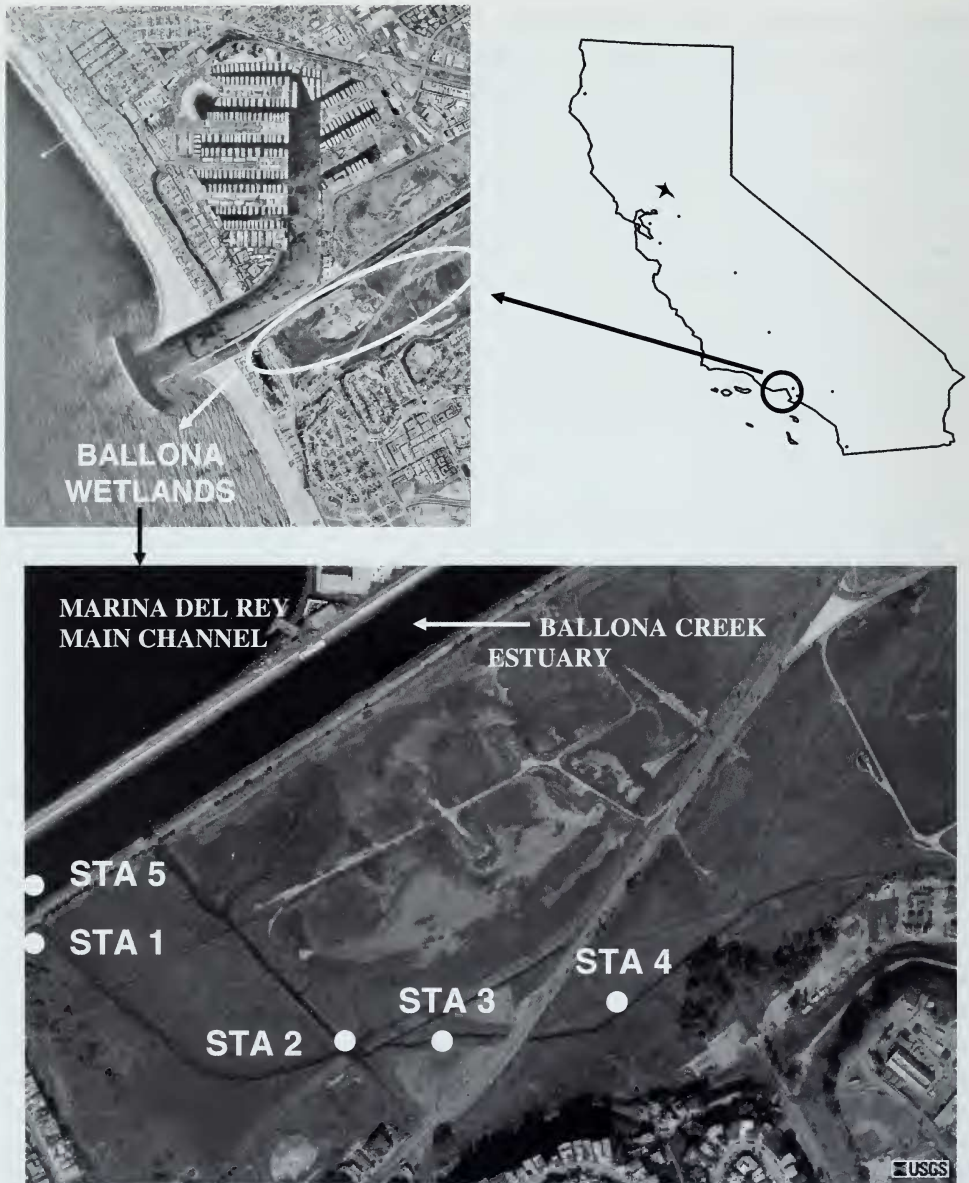 BALLONA
WETLANDS
MARINA DEL REY
MAIN CHANNEL
BALLONA CREEK
ESTUARY
STA 5
STA 1
STA 4
STA 3
STA 2
USGS